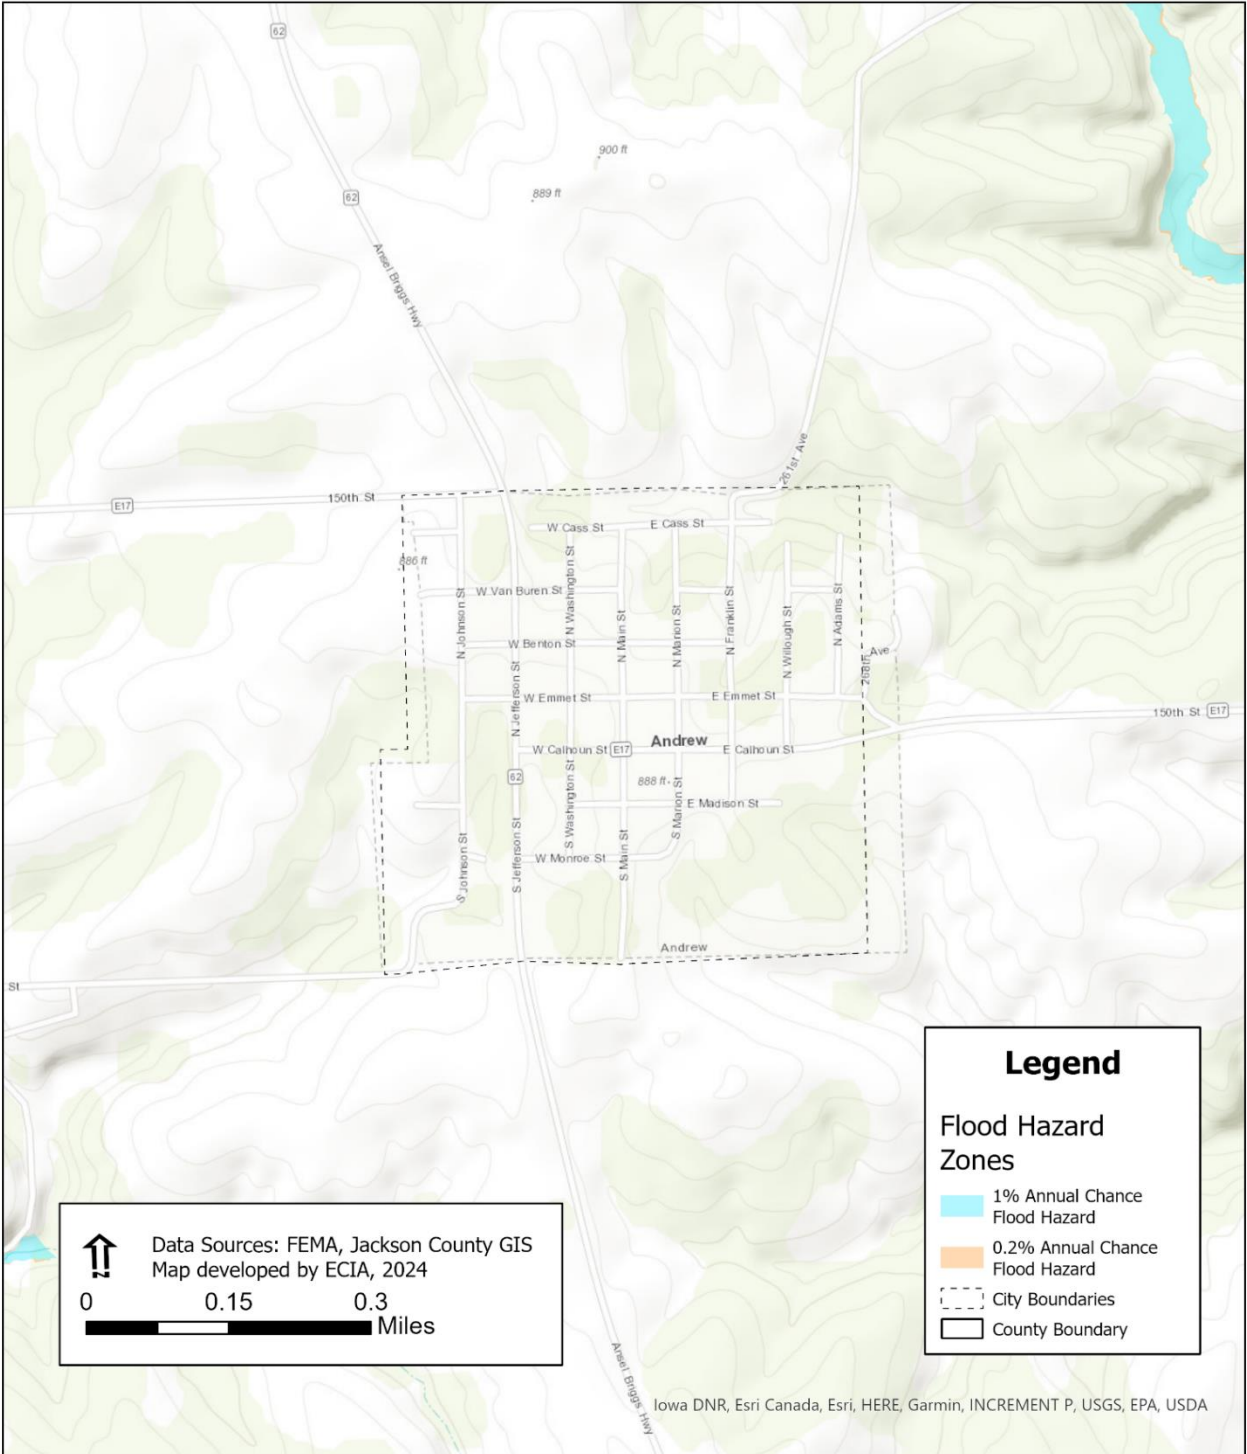 62
900 ft
889 ft
62
Ansel Briggs Hwy
261st Ave
150th St
E17
W Cass St
E Cass St
886 ft
W Van Buren St
N Washington St
N Johnson St
N Main St
N Marion St
N Franklin St
N Willough St
N Adams St
W Benton St
268th Ave
N Jefferson St
W Emmet St
E Emmet St
150th St
E17
W Calhoun St
E17
Andrew
E Calhoun St
62
888 ft
S Washington St
S Marion St
E Madison St
S Johnson St
S Jefferson St
W Monroe St
S Main St
Andrew
St
Legend
Flood Hazard
Zones
1% Annual Chance
Flood Hazard
0.2% Annual Chance
Flood Hazard
City Boundaries
County Boundary
N
Data Sources: FEMA, Jackson County GIS
Map developed by ECIA, 2024
0 0.15 0.3
Miles
Ansel Briggs Hwy
Iowa DNR, Esri Canada, Esri, HERE, Garmin, INCREMENT P, USGS, EPA, USDA